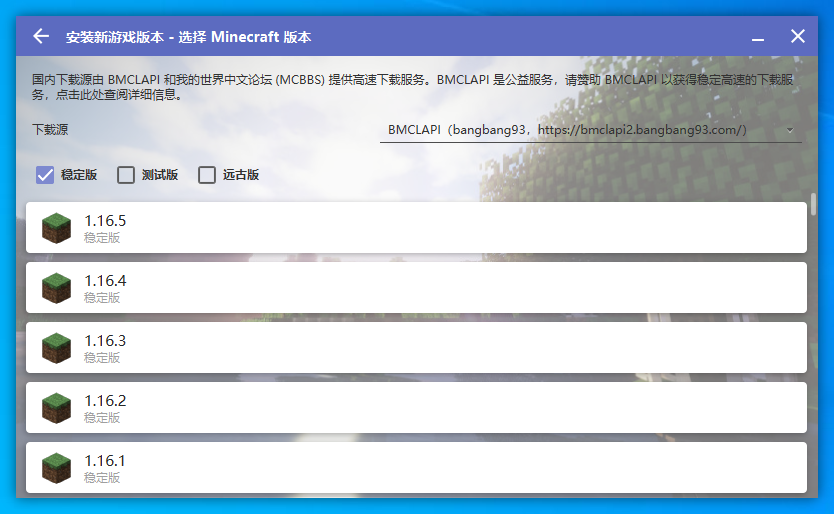 安装新游戏版本 - 选择 Minecraft 版本
国内下载源由 BMCLAPI 和我的世界中文论坛 (MCBBS) 提供高速下载服务。BMCLAPI 是公益服务，请赞助 BMCLAPI 以获得稳定高速的下载服
务，点击此处查阅详细信息。
下载源 BMCLAPI（bangbang93，https://bmclapi2.bangbang93.com/）
稳定版 测试版 远古版
1.16.5
稳定版
1.16.4
稳定版
1.16.3
稳定版
1.16.2
稳定版
1.16.1
稳定版